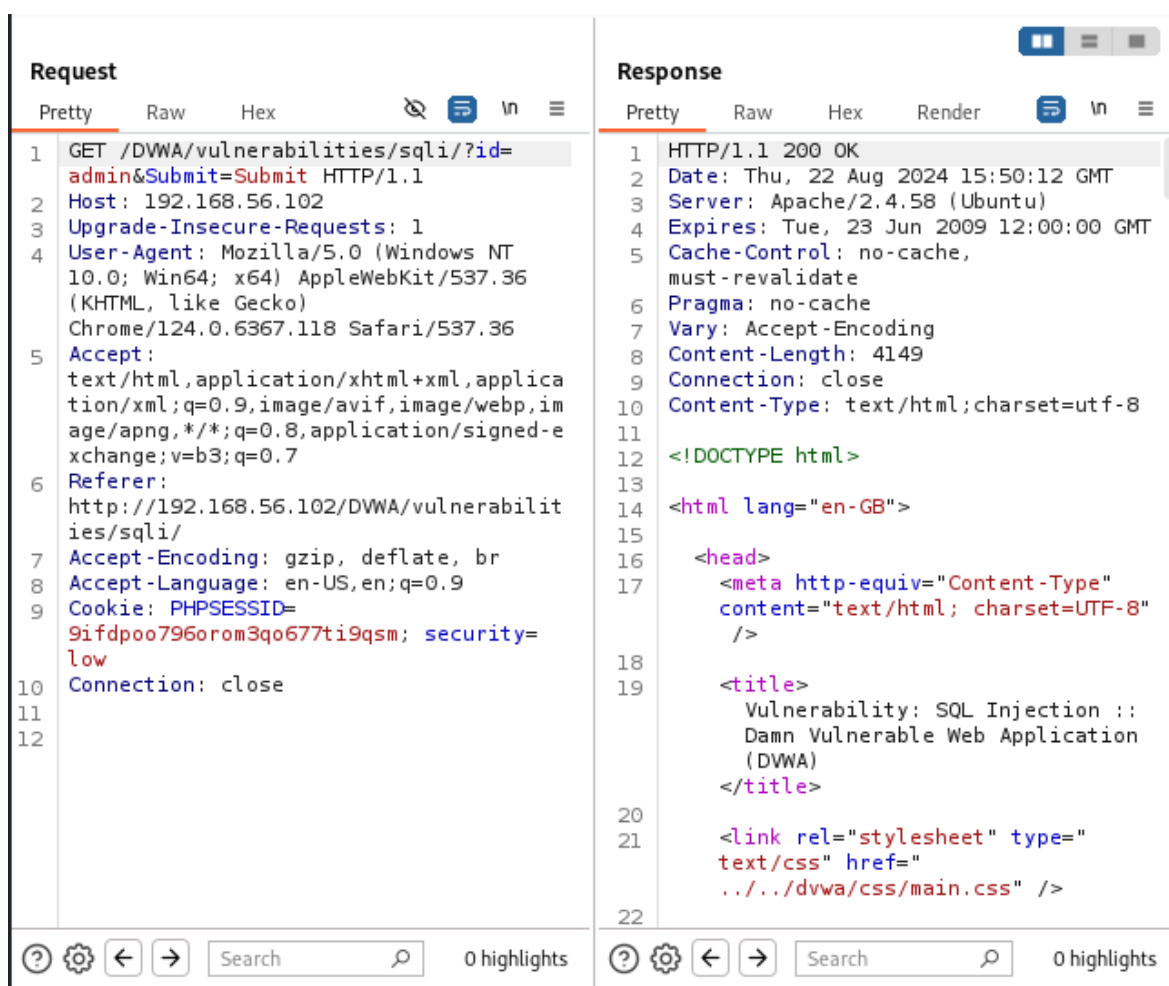 Request
Pretty Raw Hex \n
1 GET /DVWA/vulnerabilities/sqli/?id=
admin&Submit=Submit HTTP/1.1
2 Host: 192.168.56.102
3 Upgrade-Insecure-Requests: 1
4 User-Agent: Mozilla/5.0 (Windows NT
10.0; Win64; x64) AppleWebKit/537.36
(KHTML, like Gecko)
Chrome/124.0.6367.118 Safari/537.36
5 Accept:
text/html,application/xhtml+xml,applica
tion/xml;q=0.9,image/avif,image/webp,im
age/apng,*/*;q=0.8,application/signed-e
xchange;v=b3;q=0.7
6 Referer:
http://192.168.56.102/DVWA/vulnerabilit
ies/sqli/
7 Accept-Encoding: gzip, deflate, br
8 Accept-Language: en-US,en;q=0.9
9 Cookie: PHPSESSID=
9ifdpoo796orom3qo677ti9qsm; security=
low
10 Connection: close
11
12
Search 0 highlights
Response
Pretty Raw Hex Render \n
1 HTTP/1.1 200 OK
2 Date: Thu, 22 Aug 2024 15:50:12 GMT
3 Server: Apache/2.4.58 (Ubuntu)
4 Expires: Tue, 23 Jun 2009 12:00:00 GMT
5 Cache-Control: no-cache,
must-revalidate
6 Pragma: no-cache
7 Vary: Accept-Encoding
8 Content-Length: 4149
9 Connection: close
10 Content-Type: text/html;charset=utf-8
11
12 <!DOCTYPE html>
13
14 <html lang="en-GB">
15
16 <head>
17 <meta http-equiv="Content-Type"
content="text/html; charset=UTF-8"
/>
18
19 <title>
Vulnerability: SQL Injection ::
Damn Vulnerable Web Application
(DVWA)
</title>
20
21 <link rel="stylesheet" type="
text/css" href="
../../dvwa/css/main.css" />
22
Search 0 highlights